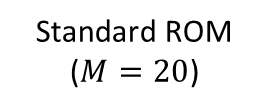 Standard ROM
(M = 20)